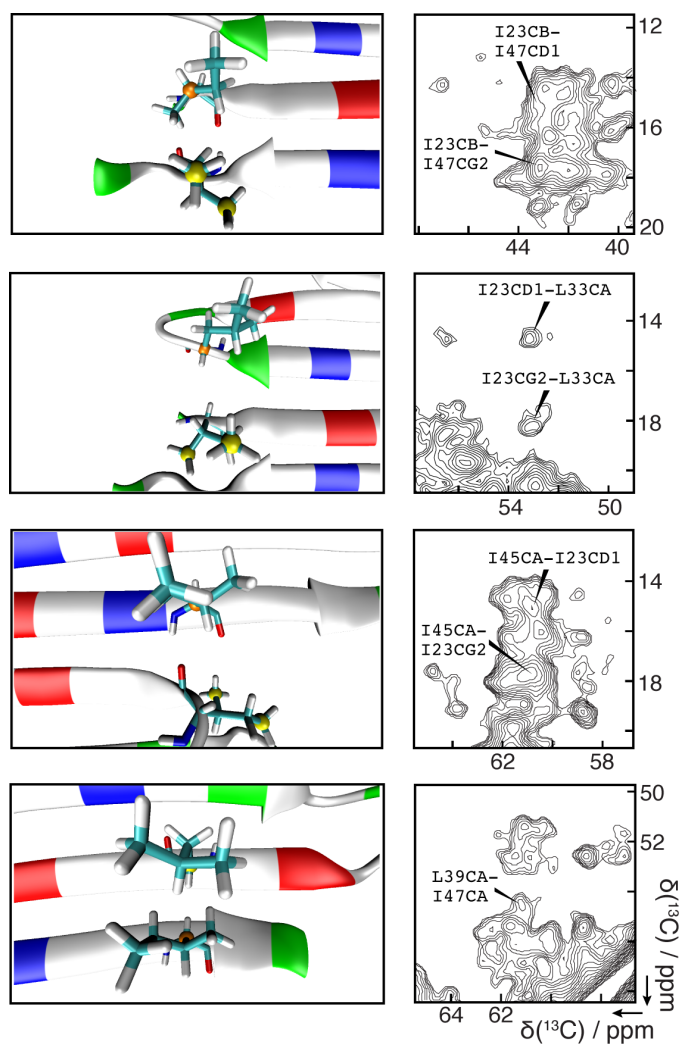 I23CB-
I47CD1
I23CB-
I47CG2
12
16
20
44
40
I23CD1-L33CA
I23CG2-L33CA
14
18
54
50
I45CA-I23CD1
I45CA-
I23CG2
14
18
62
58
L39CA-
I47CA
50
52
64
62
δ(¹³C) / ppm
δ(¹³C) / ppm